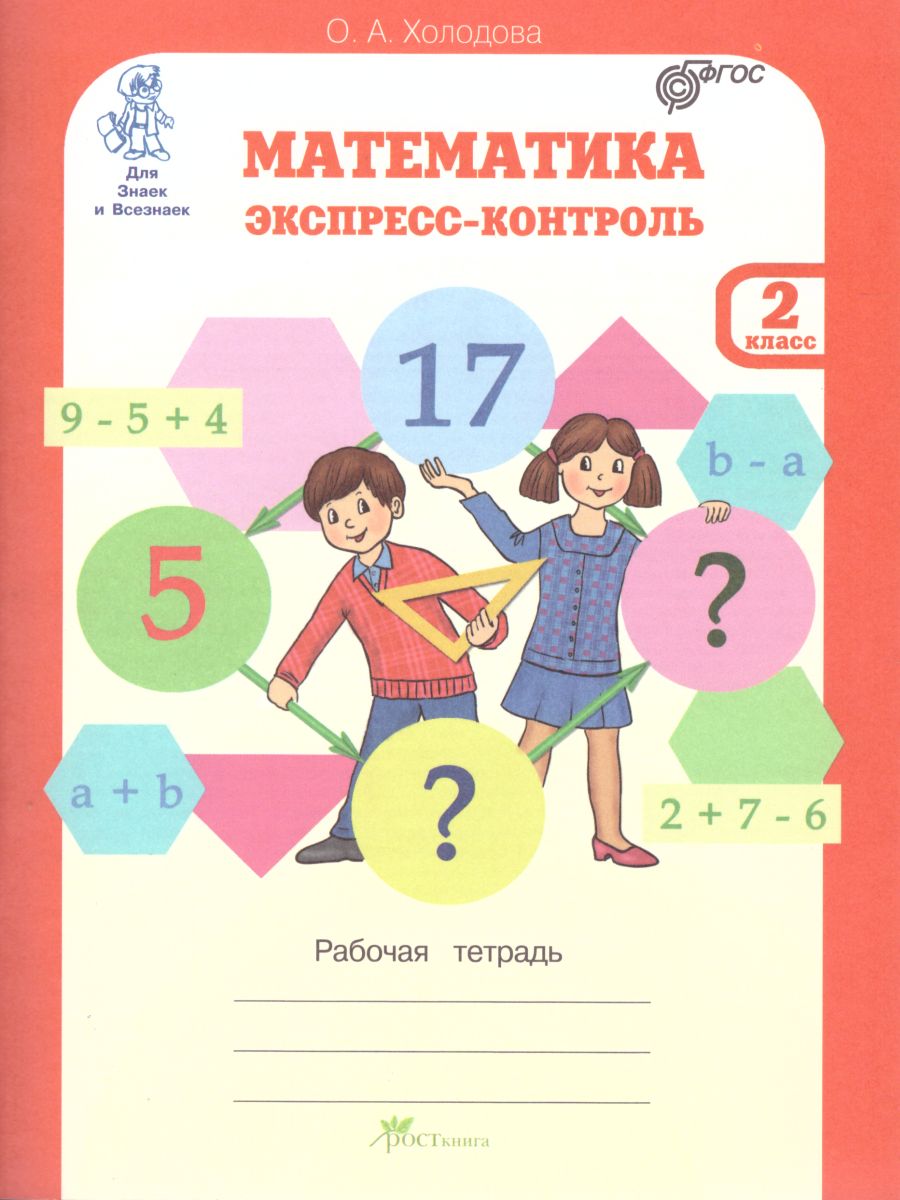 О. А. Холодова
ФГОС
Для
Знаек
и Всезнаек
МАТЕМАТИКА
ЭКСПРЕСС-КОНТРОЛЬ
2
класс
17
9 - 5 + 4
b - a
5
?
a + b
?
2 + 7 - 6
Рабочая тетрадь
РОСТкнига